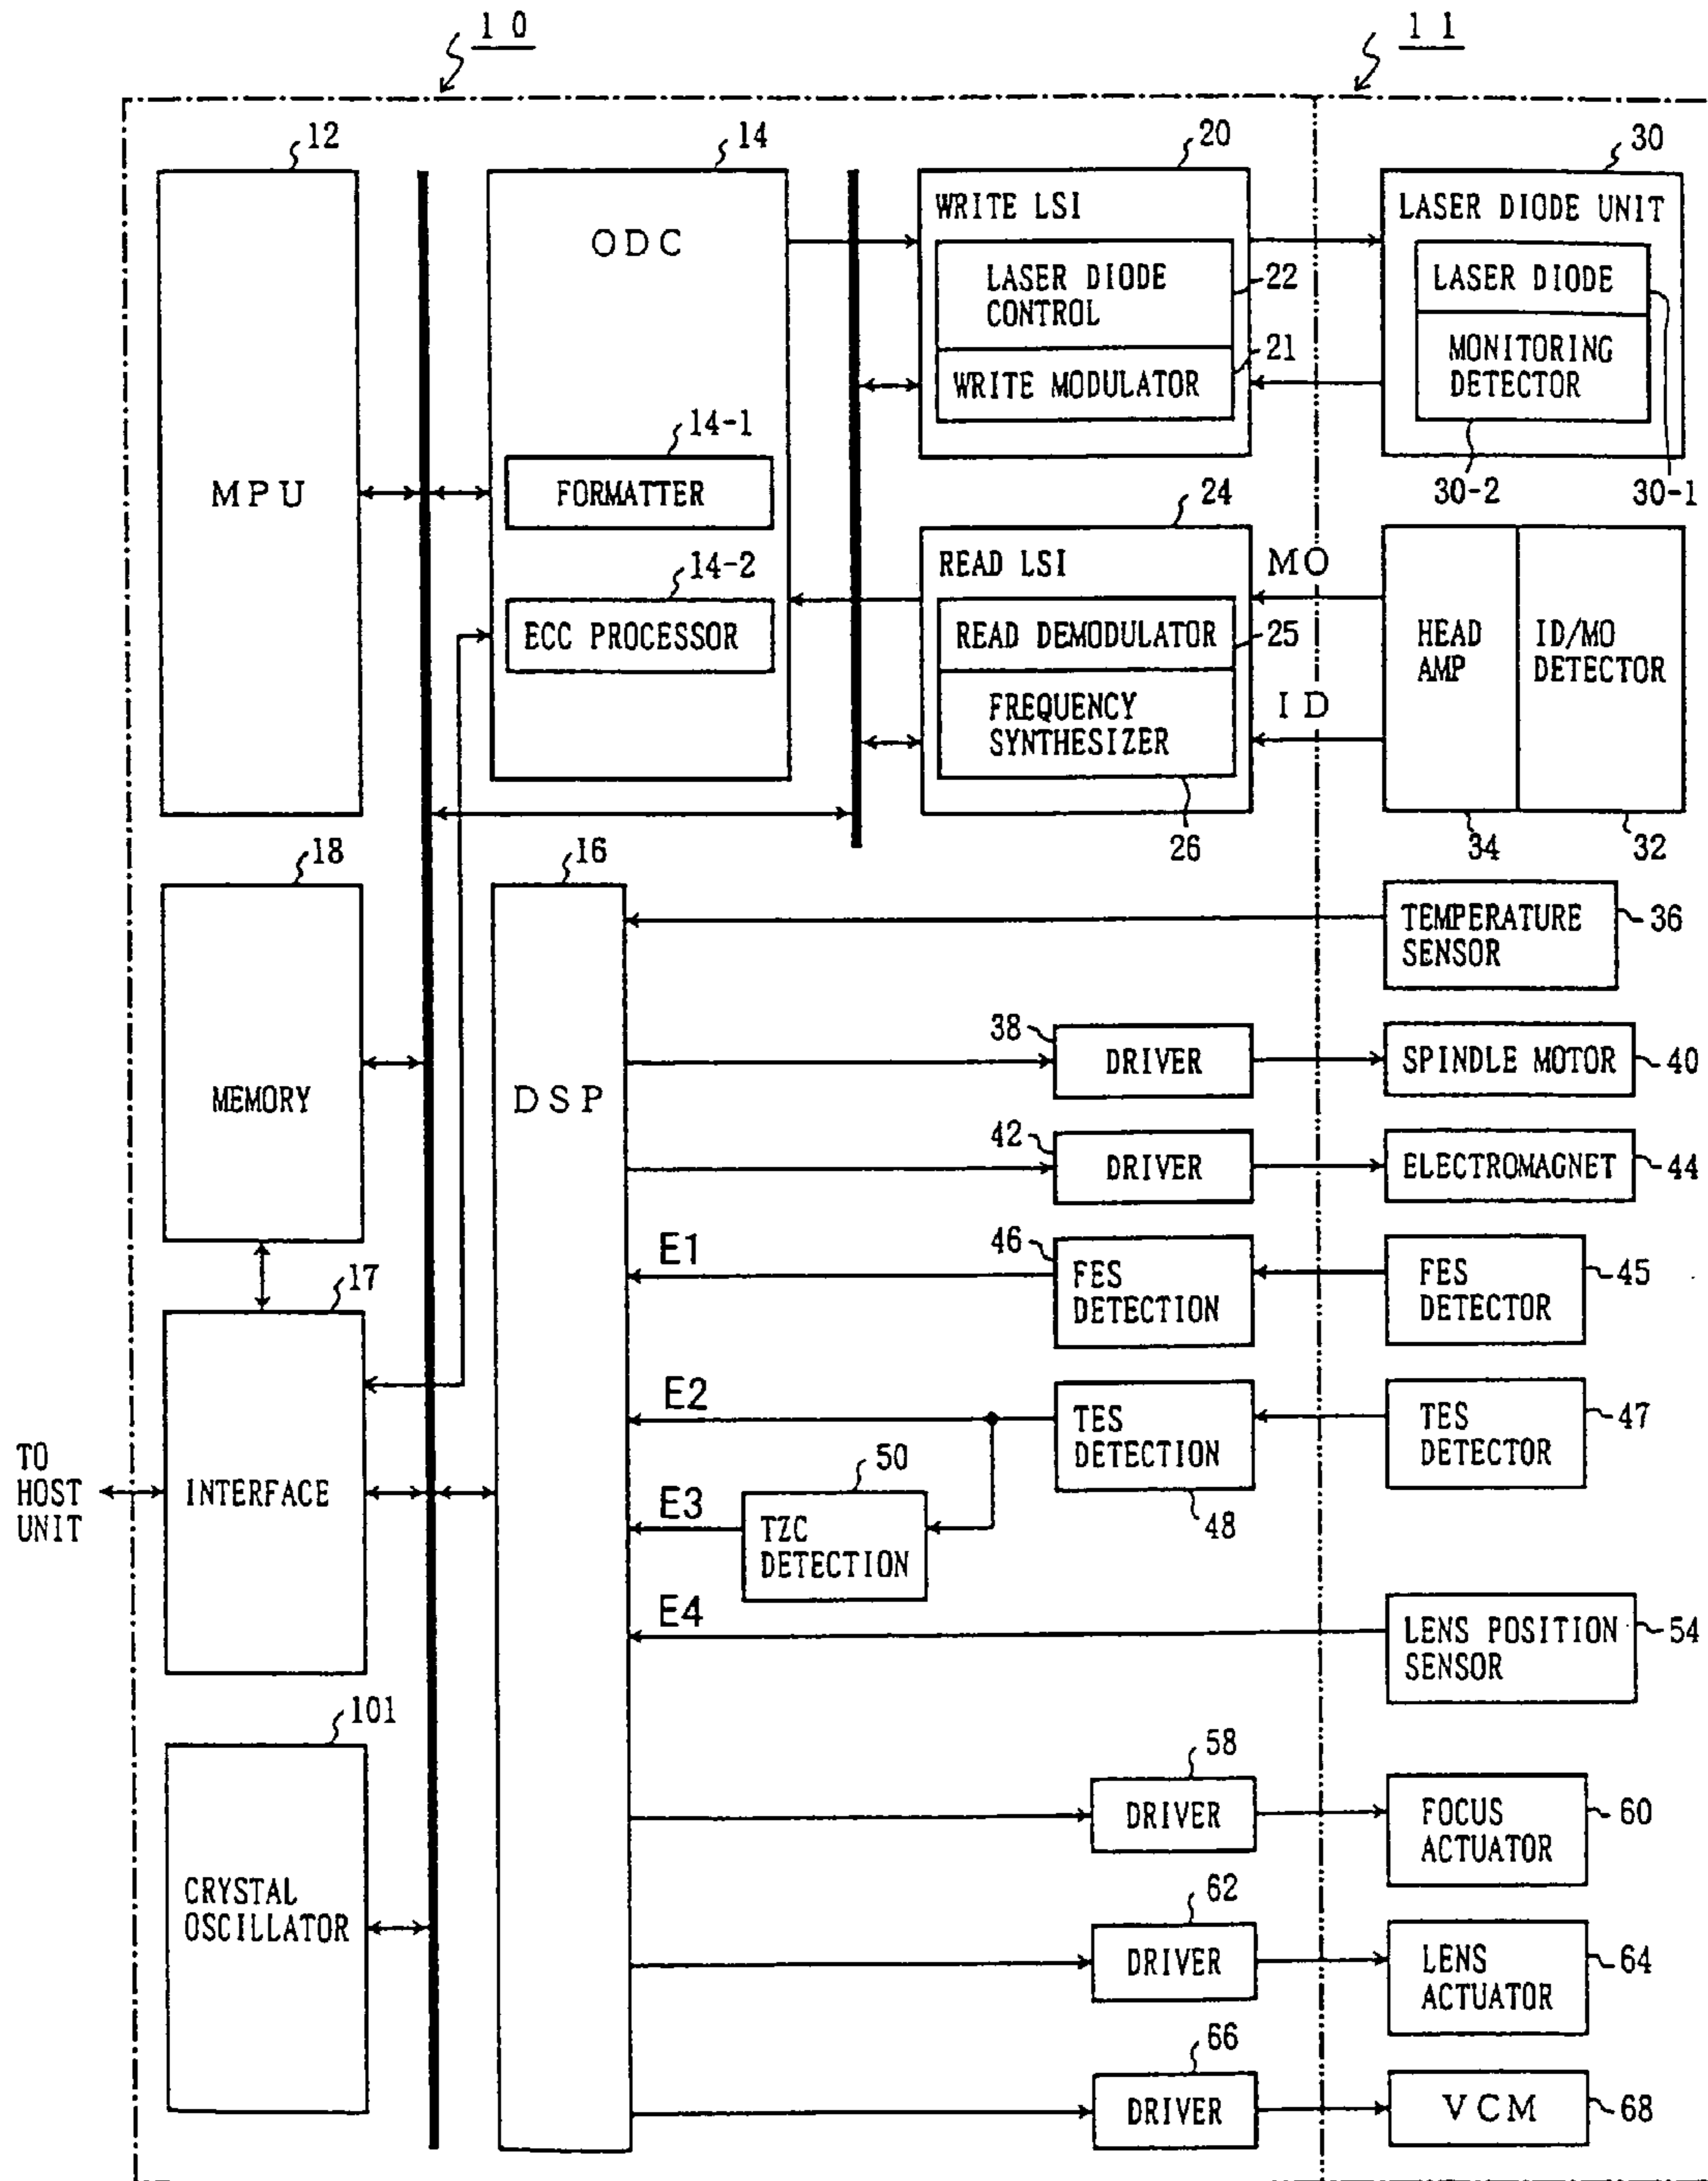 10
11
12
14
20
30
MPU
ODC
WRITE LSI
LASER DIODE
CONTROL
22
WRITE MODULATOR
21
LASER DIODE UNIT
LASER DIODE
MONITORING
DETECTOR
30-2
30-1
14-1
FORMATTER
14-2
ECC PROCESSOR
24
READ LSI
READ DEMODULATOR
25
FREQUENCY
SYNTHESIZER
26
MO
ID
HEAD
AMP
ID/MO
DETECTOR
34
32
18
MEMORY
16
DSP
TEMPERATURE
SENSOR
36
38
DRIVER
SPINDLE MOTOR
40
42
DRIVER
ELECTROMAGNET
44
E1
46
FES
DETECTION
FES
DETECTOR
45
17
INTERFACE
TO
HOST
UNIT
E2
TES
DETECTION
48
TES
DETECTOR
47
E3
50
TZC
DETECTION
E4
LENS POSITION
SENSOR
54
101
CRYSTAL
OSCILLATOR
58
DRIVER
FOCUS
ACTUATOR
60
62
DRIVER
LENS
ACTUATOR
64
66
DRIVER
VCM
68